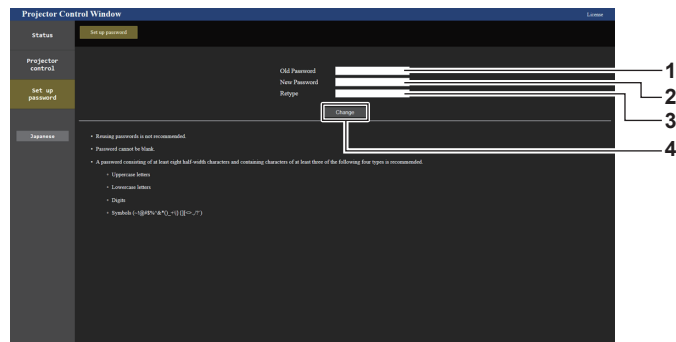 Projector Control Window
License
Status
Set up password
Projector
control
Set up
password
Japanese
Old Password
New Password
Retype
Change
1
2
3
4
• Reusing passwords is not recommended.
• Password cannot be blank.
• A password consisting of at least eight half-width characters and containing characters of at least three of the following four types is recommended.
◦ Uppercase letters
◦ Lowercase letters
◦ Digits
◦ Symbols